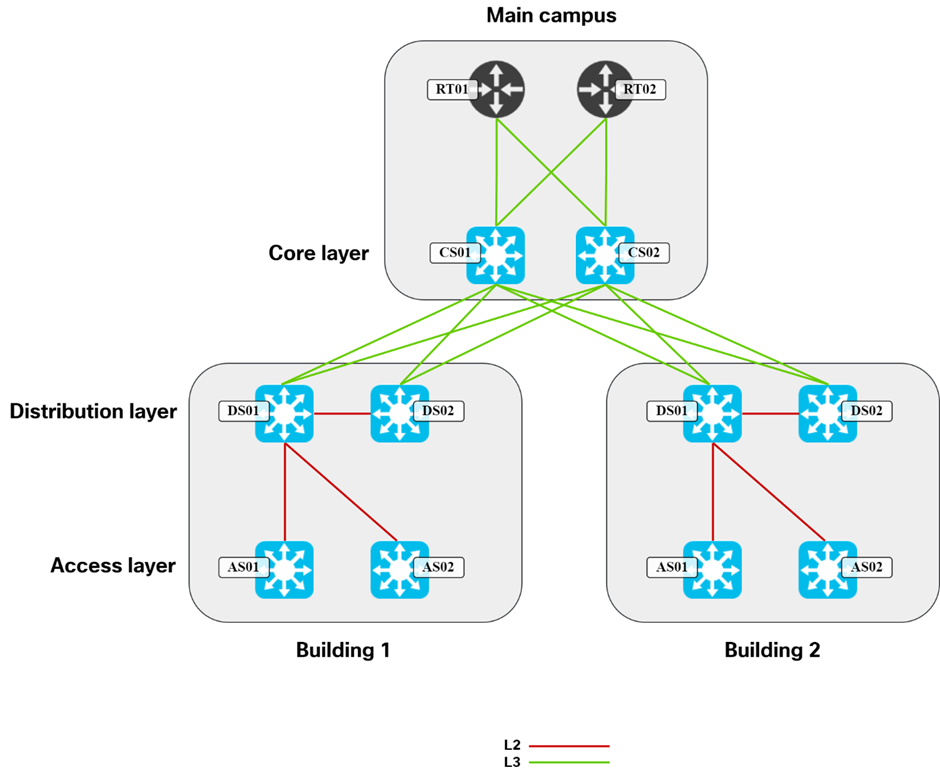 Main campus
RT01
RT02
Core layer
CS01
CS02
Distribution layer
DS01
DS02
DS01
DS02
Access layer
AS01
AS02
AS01
AS02
Building 1
Building 2
L2
L3